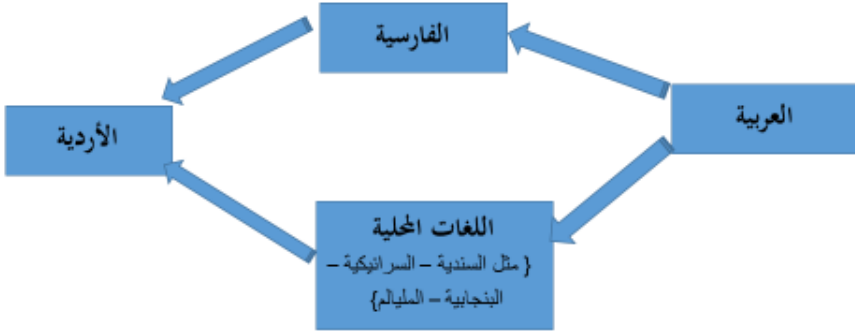 العربية
الفارسية
اللغات المحلية
{ مثل السندية – السرائيكية –
البنجابية – المليالم}
الأردية